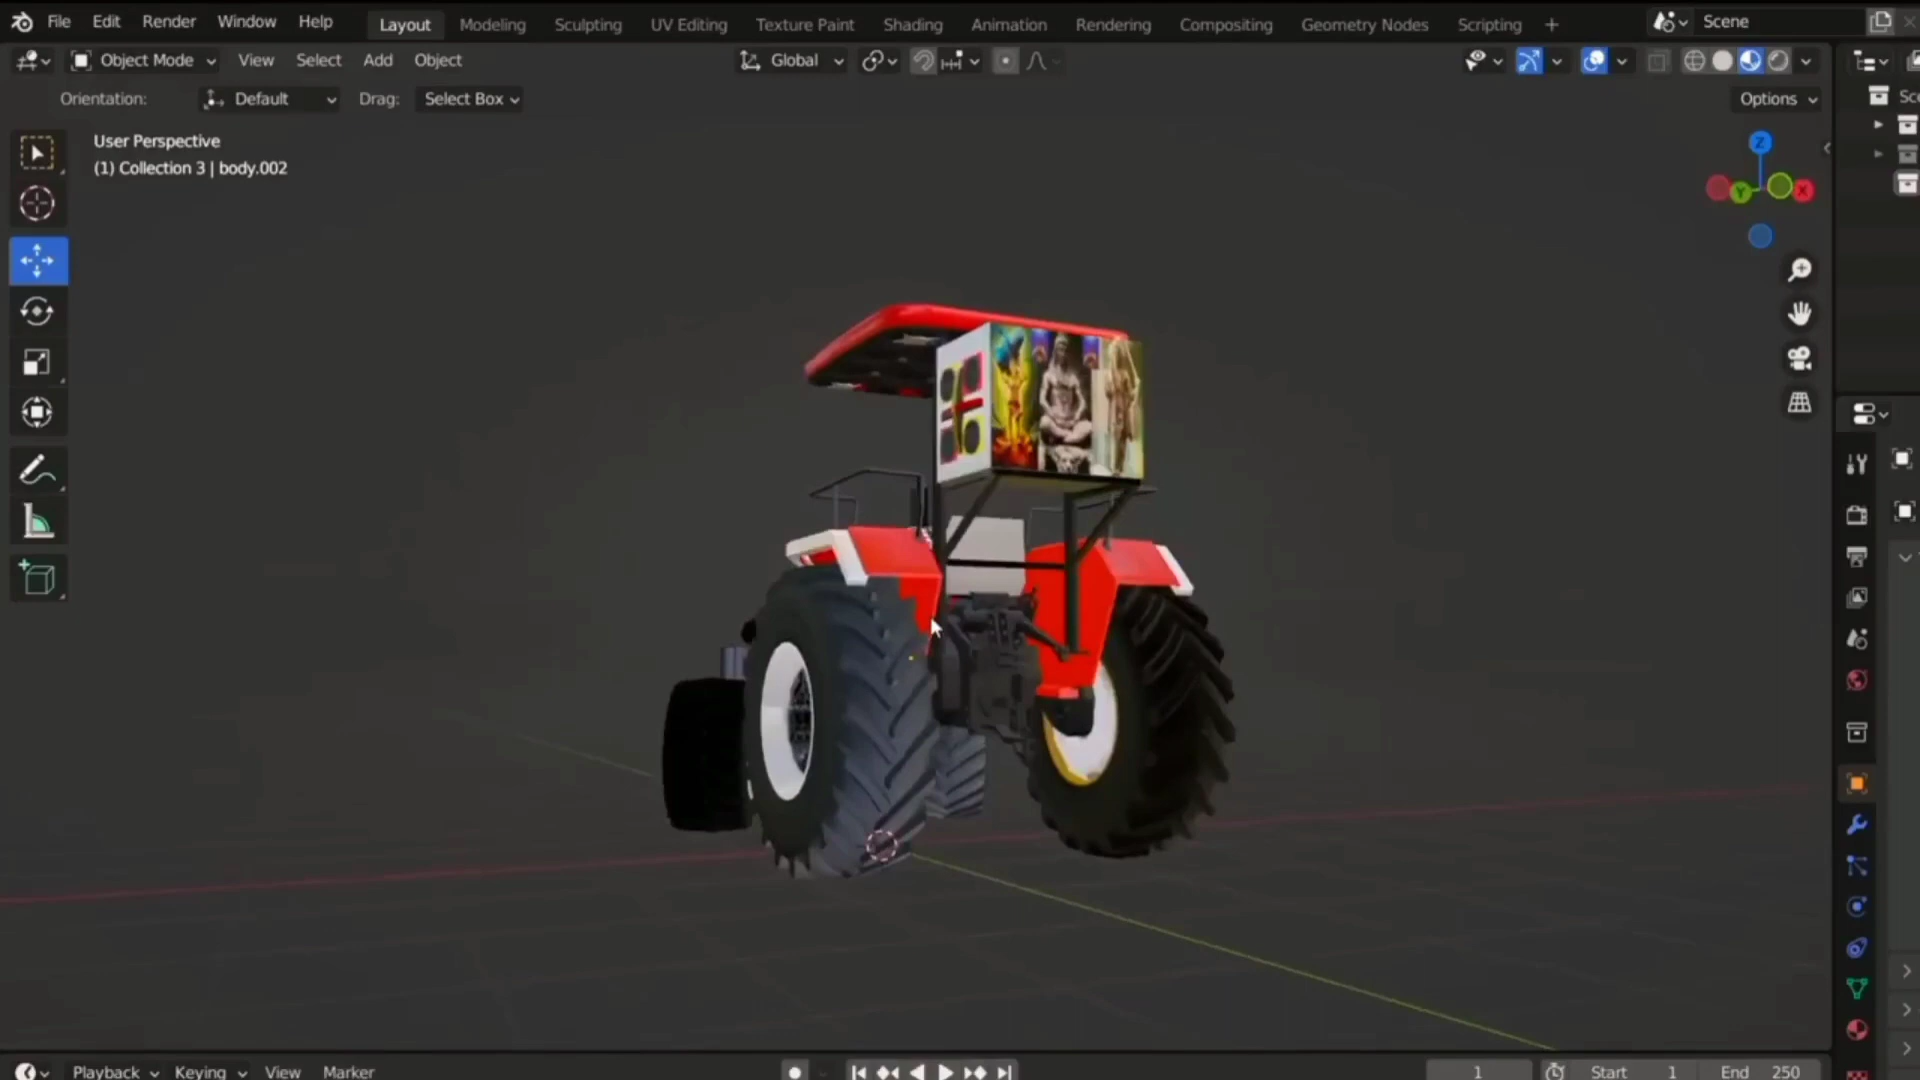 File Edit Render Window Help Layout Modeling Sculpting UV Editing Texture Paint Shading Animation Rendering Compositing Geometry Nodes Scripting + Scene
Object Mode View Select Add Object Global
Orientation: Default Drag: Select Box Options
User Perspective
(1) Collection 3 | body.002
Z
Y X
Playback Keying View Marker 1 Start 1 End 250